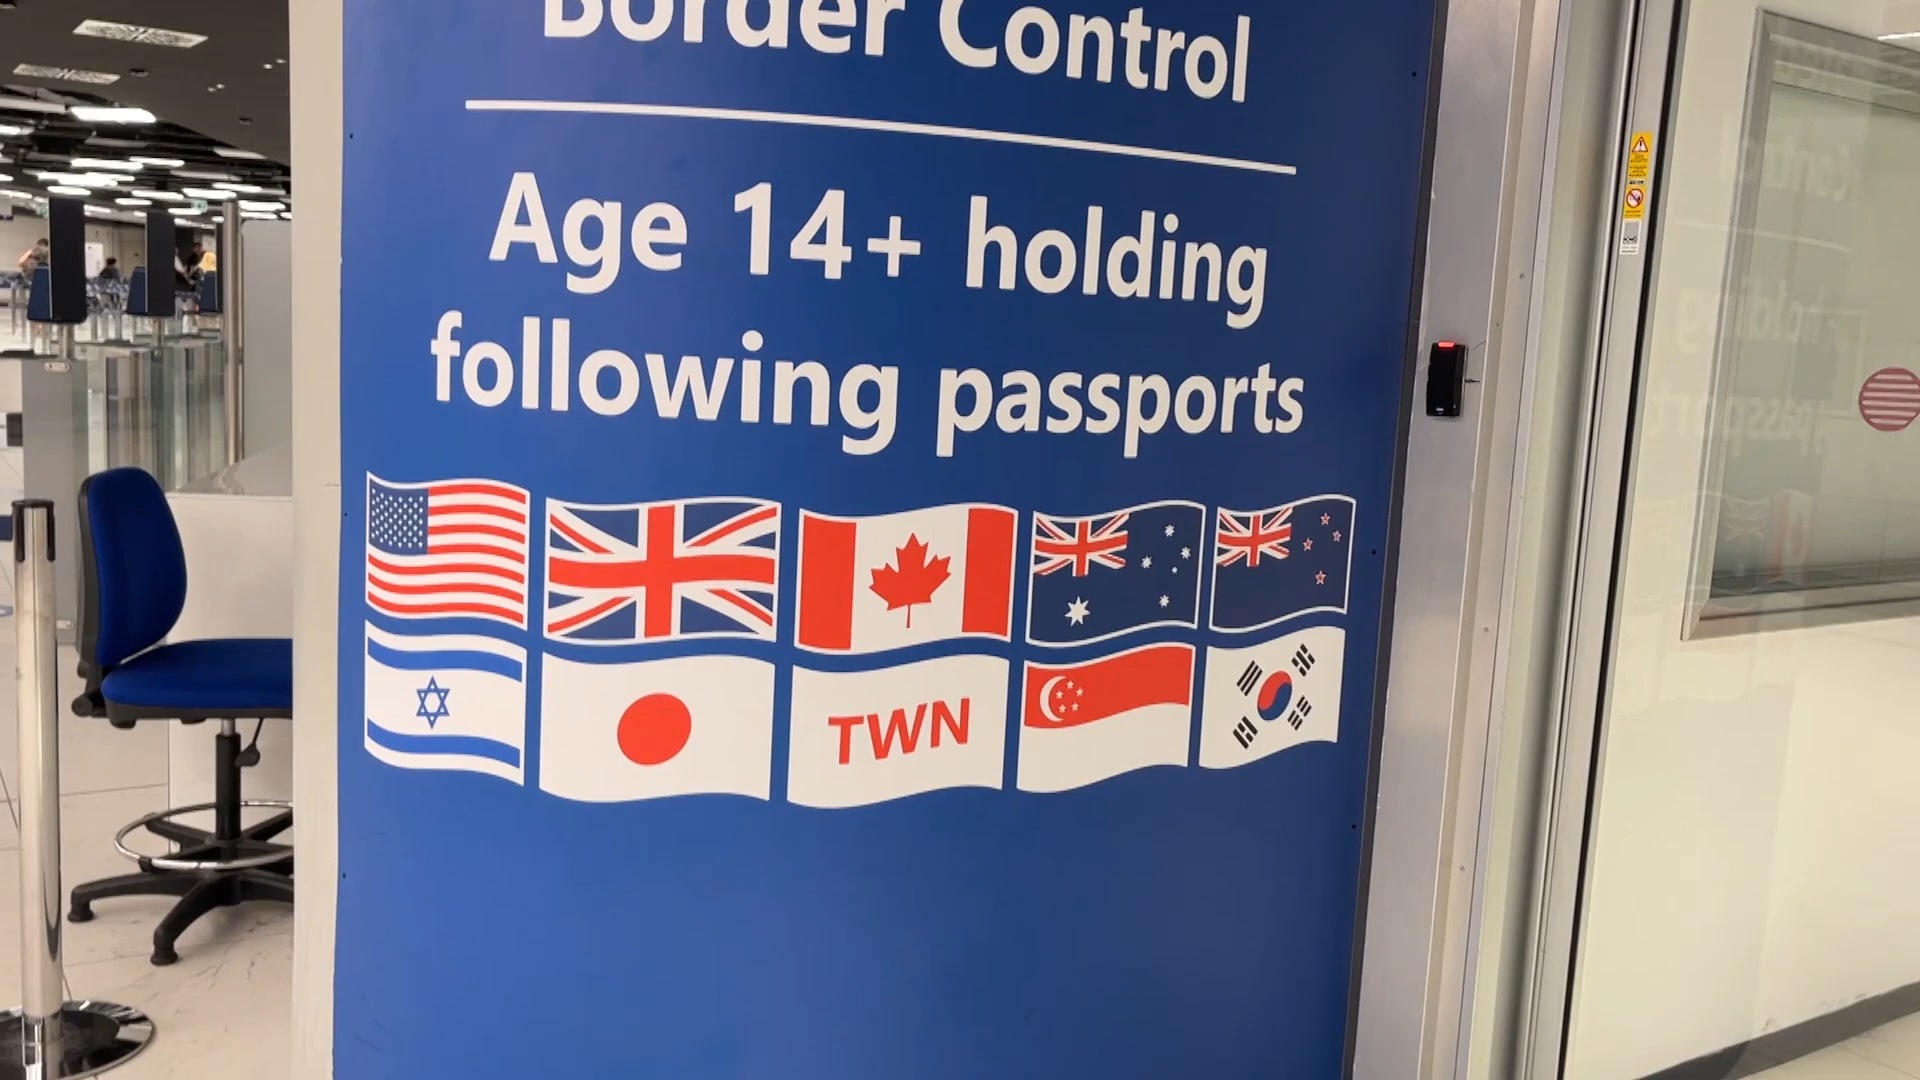 Border Control
Age 14+ holding
following passports
TWN